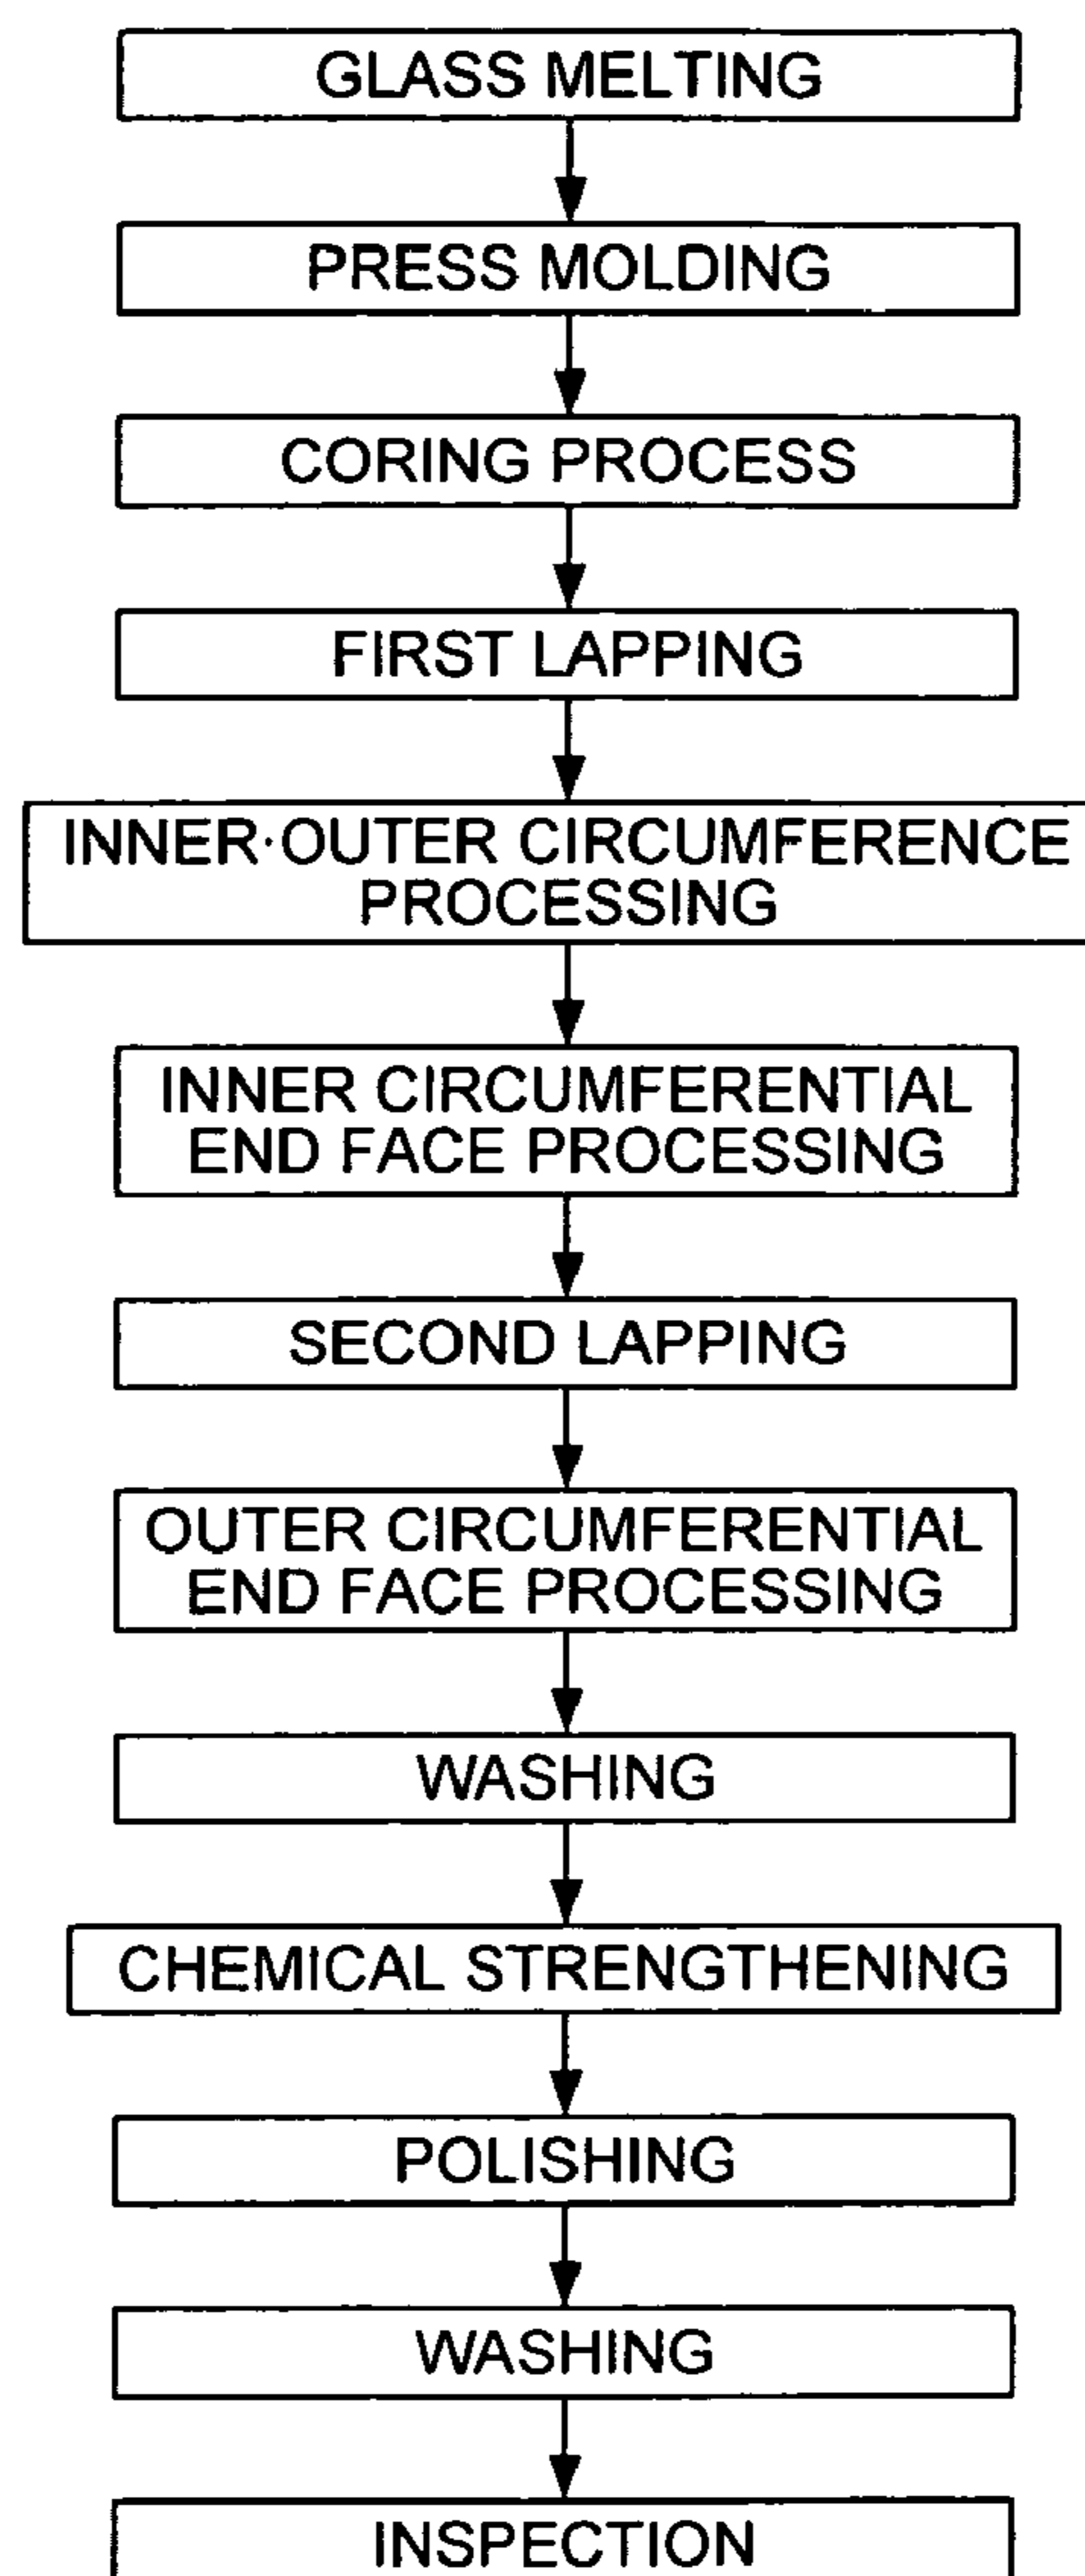 GLASS MELTING
PRESS MOLDING
CORING PROCESS
FIRST LAPPING
INNER·OUTER CIRCUMFERENCE
PROCESSING
INNER CIRCUMFERENTIAL
END FACE PROCESSING
SECOND LAPPING
OUTER CIRCUMFERENTIAL
END FACE PROCESSING
WASHING
CHEMICAL STRENGTHENING
POLISHING
WASHING
INSPECTION